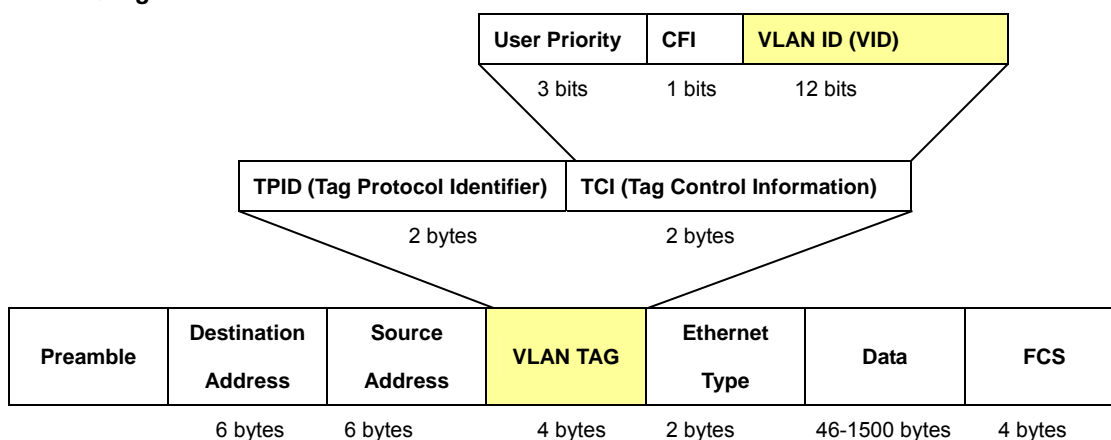 User Priority CFI VLAN ID (VID)
3 bits 1 bits 12 bits
TPID (Tag Protocol Identifier) TCI (Tag Control Information)
2 bytes 2 bytes
Preamble Destination Address Source Address VLAN TAG Ethernet Type Data FCS
6 bytes 6 bytes 4 bytes 2 bytes 46-1500 bytes 4 bytes